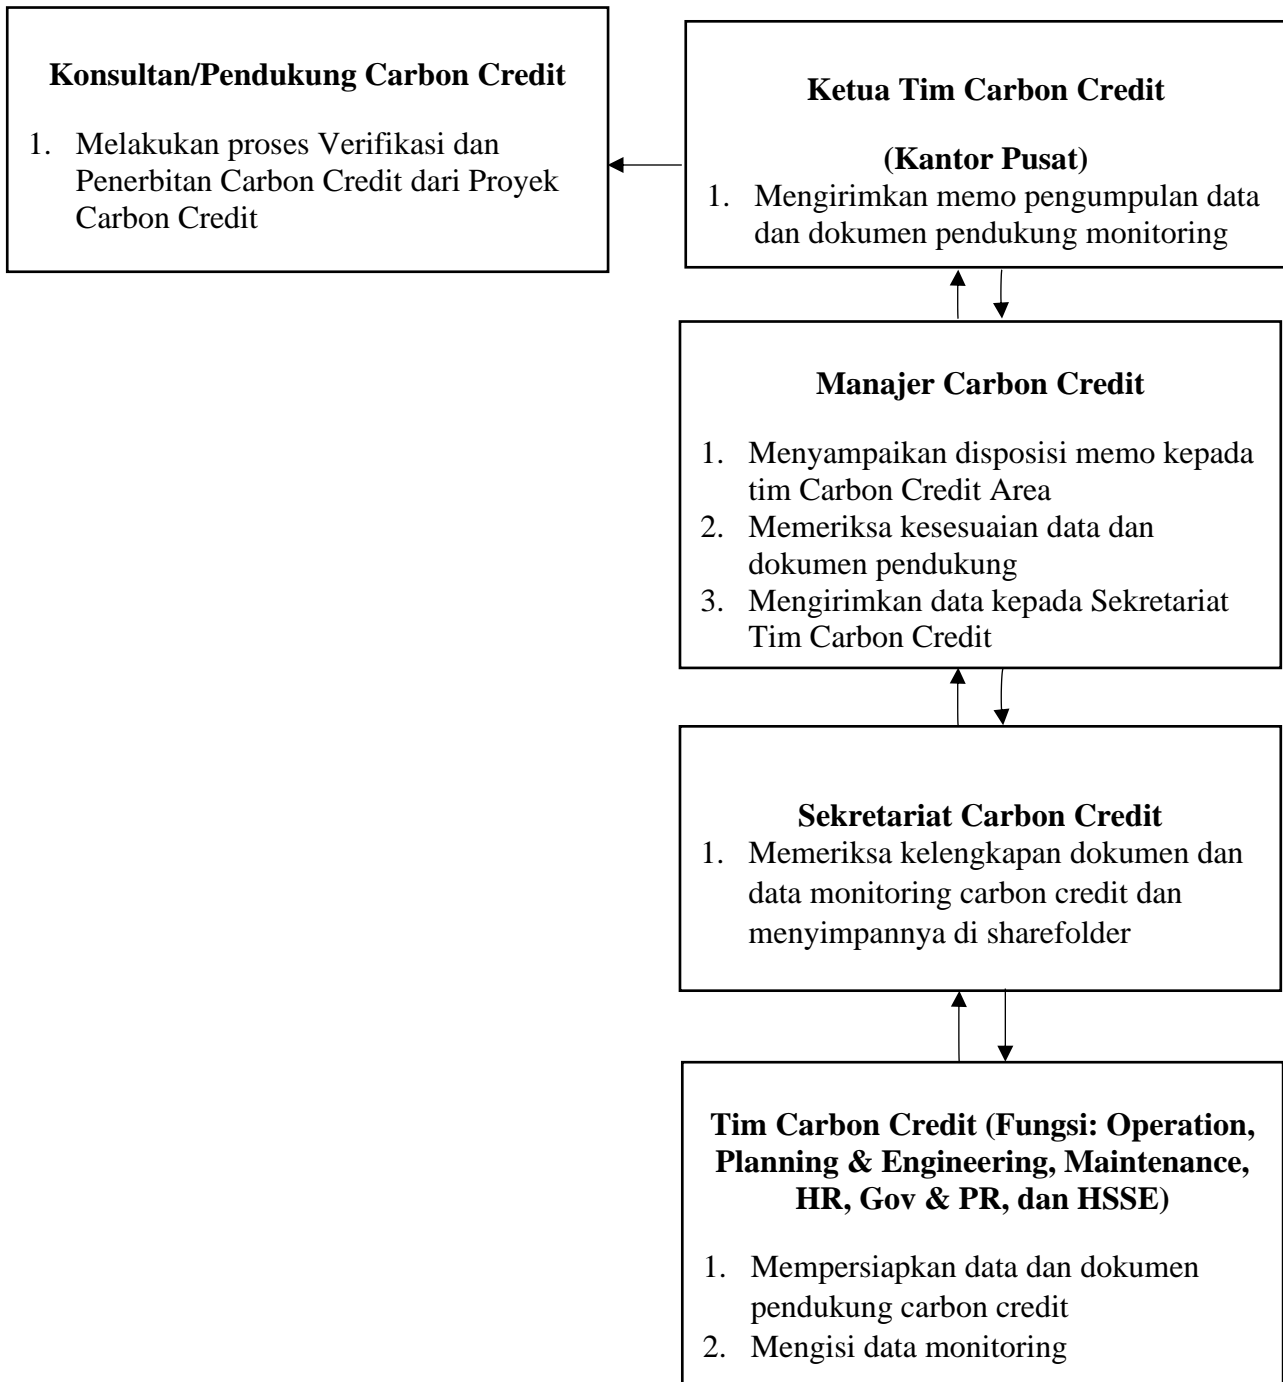 Konsultan/Pendukung Carbon Credit
1. Melakukan proses Verifikasi dan
Penerbitan Carbon Credit dari Proyek
Carbon Credit
Ketua Tim Carbon Credit
(Kantor Pusat)
1. Mengirimkan memo pengumpulan data
dan dokumen pendukung monitoring
Manajer Carbon Credit
1. Menyampaikan disposisi memo kepada
tim Carbon Credit Area
2. Memeriksa kesesuaian data dan
dokumen pendukung
3. Mengirimkan data kepada Sekretariat
Tim Carbon Credit
Sekretariat Carbon Credit
1. Memeriksa kelengkapan dokumen dan
data monitoring carbon credit dan
menyimpannya di sharefolder
Tim Carbon Credit (Fungsi: Operation,
Planning & Engineering, Maintenance,
HR, Gov & PR, dan HSSE)
1. Mempersiapkan data dan dokumen
pendukung carbon credit
2. Mengisi data monitoring